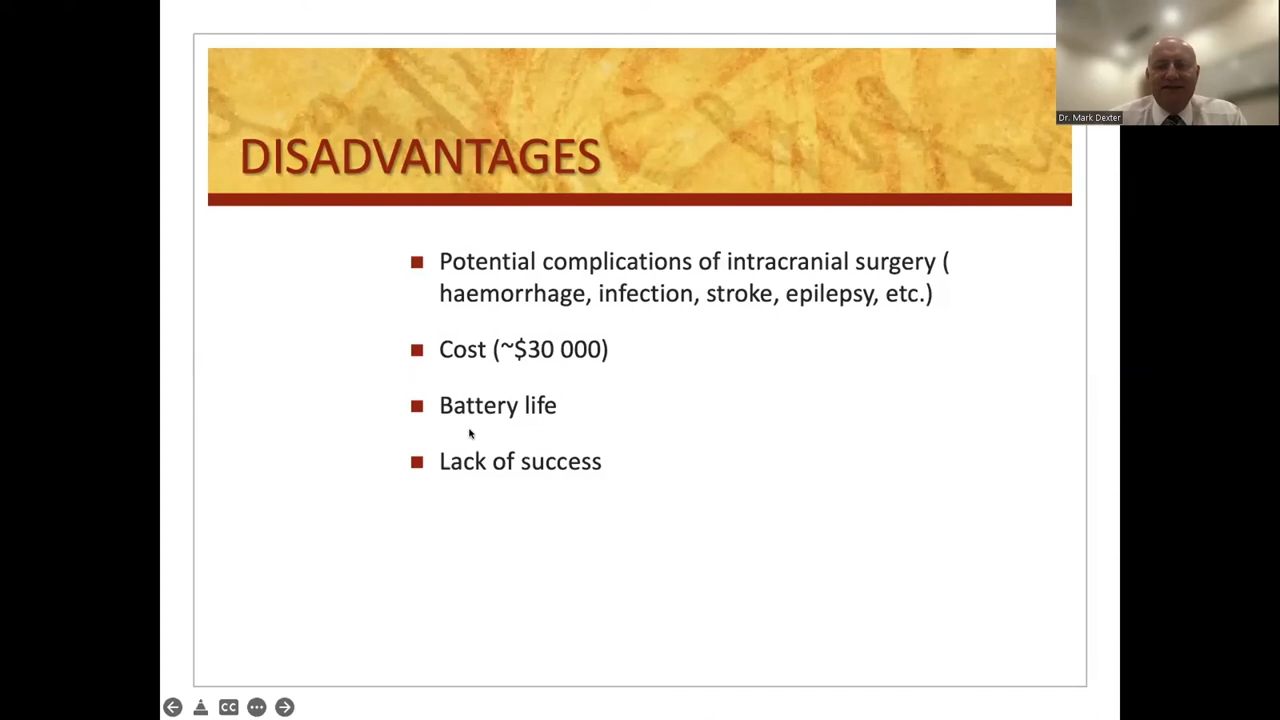 Dr. Mark Dexter
DISADVANTAGES
Potential complications of intracranial surgery (
haemorrhage, infection, stroke, epilepsy, etc.)
Cost (~$30 000)
Battery life
Lack of success
CC